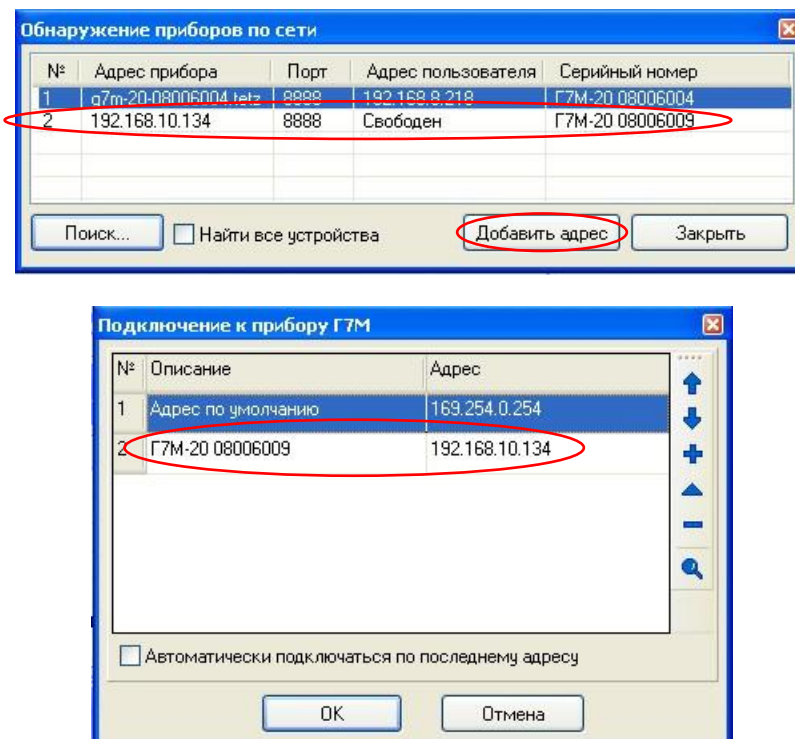 Обнаружение приборов по сети
№ Адрес прибора Порт Адрес пользователя Серийный номер
1 g7m-20-08006004.tetz 8888 192.168.8.218 Г7М-20 08006004
2 192.168.10.134 8888 Свободен Г7М-20 08006009
Поиск... Найти все устройства Добавить адрес Закрыть
Подключение к прибору Г7М
№ Описание Адрес
1 Адрес по умолчанию 169.254.0.254
2 Г7М-20 08006009 192.168.10.134
Автоматически подключаться по последнему адресу
OK Отмена